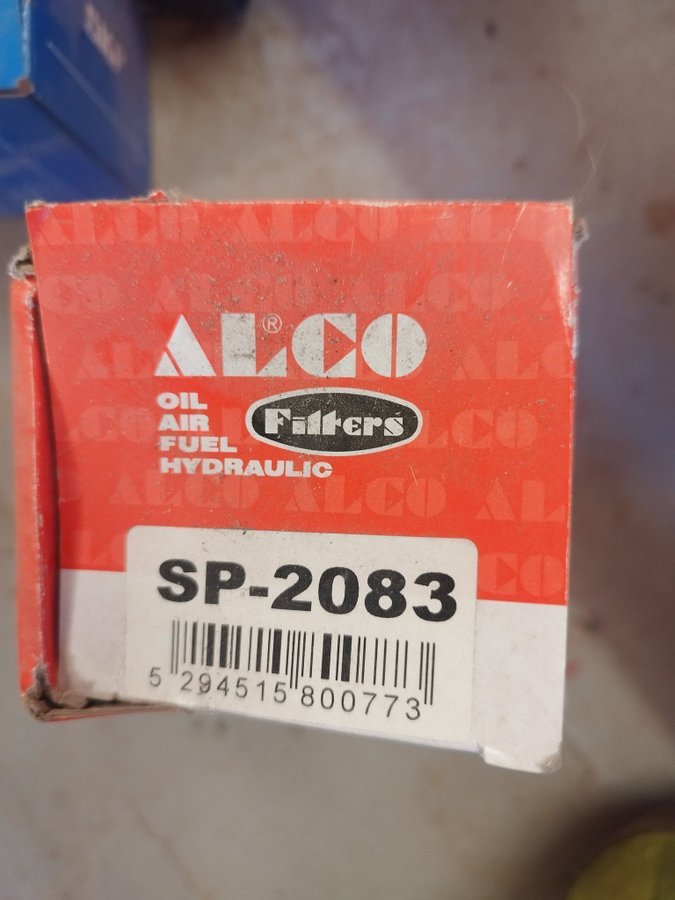 ALCO®
OIL
AIR
FUEL
HYDRAULIC
Filters
SP-2083
5 294515 800773